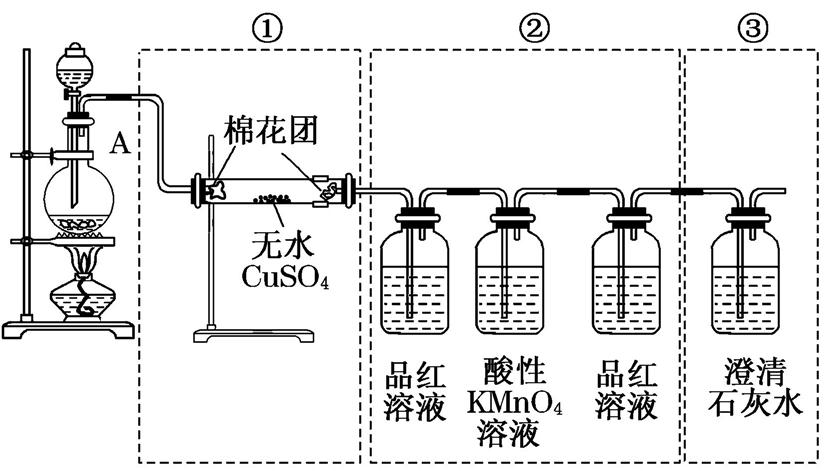 ①
②
③
A
棉花团
无水
CuSO₄
品红
溶液
酸性
KMnO₄
溶液
品红
溶液
澄清
石灰水